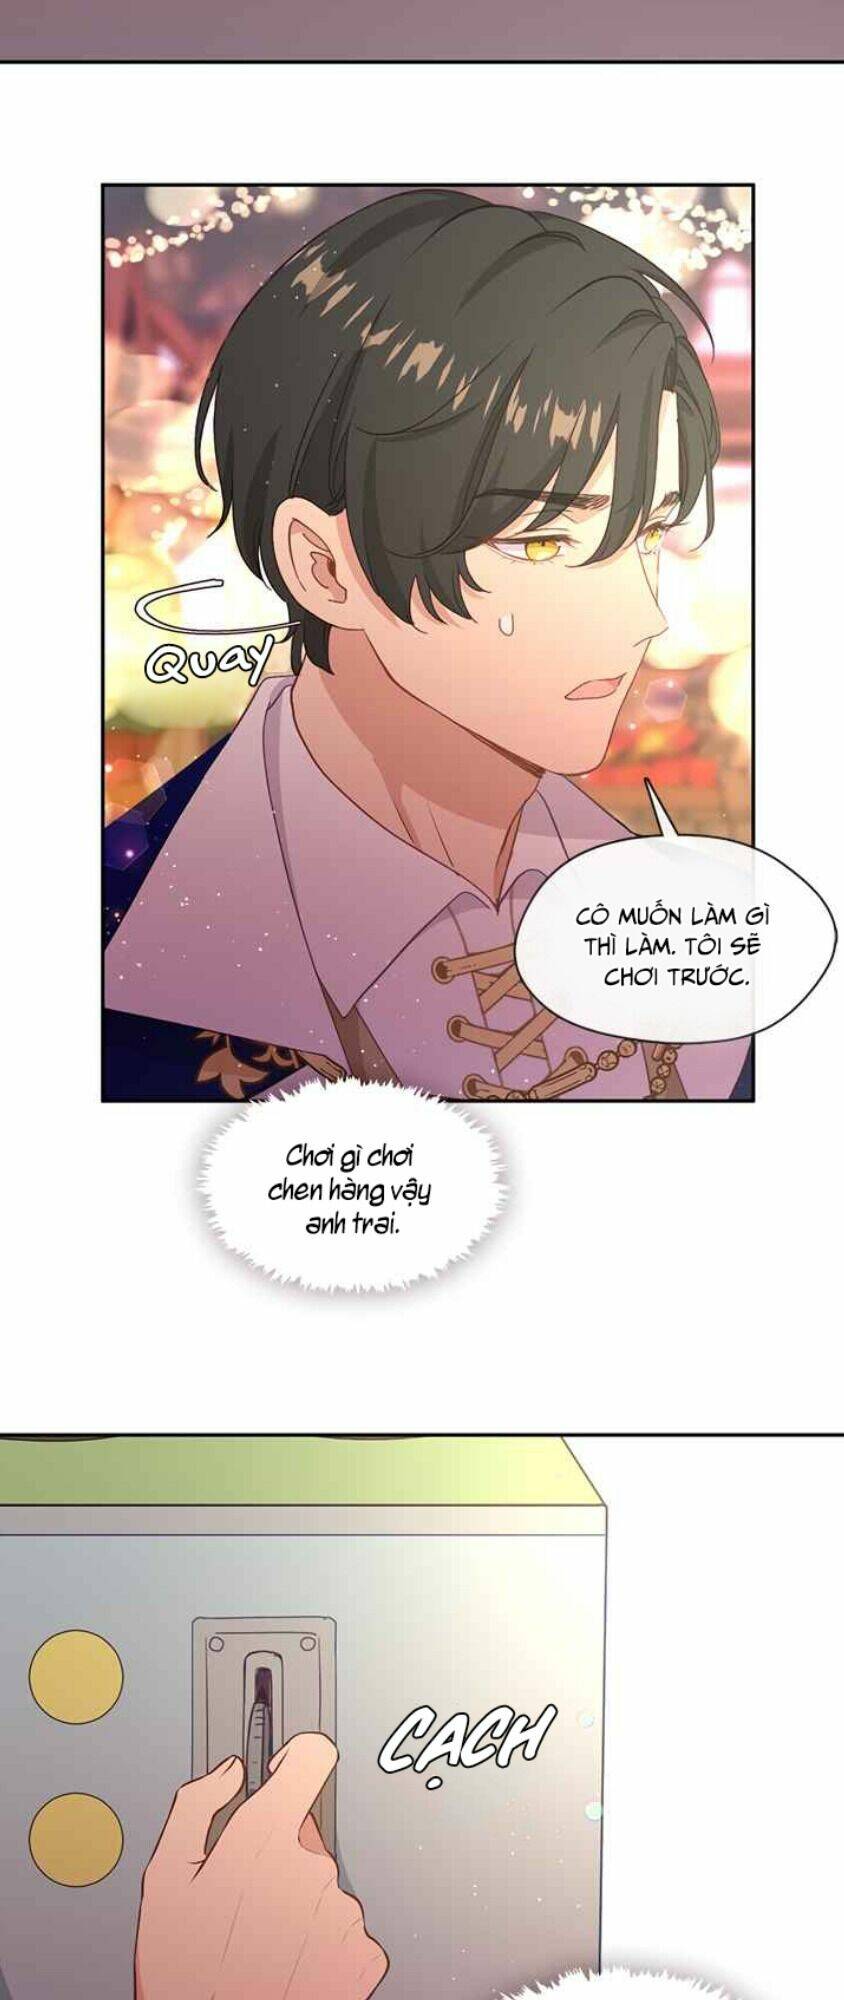 Quay
CÔ MUỐN LÀM GÌ
THÌ LÀM. TÔI SẼ
CHƠI TRƯỚC.
Chơi gì chơi
chen hàng vậy
anh trai.
CẠCH